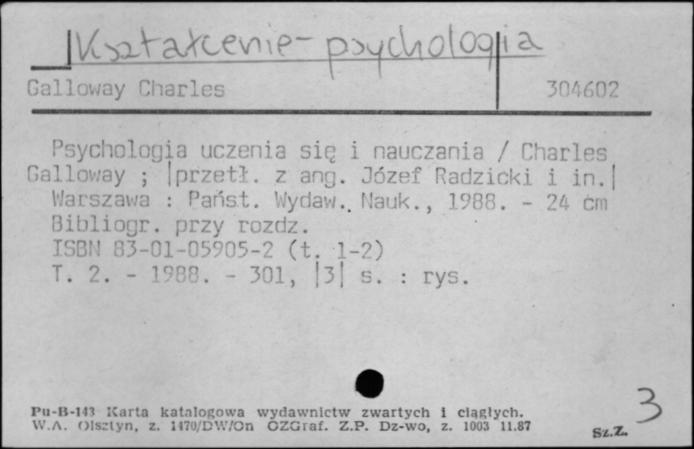 Kształcenie - psychologia
Galloway Charles 304602
Psychologia uczenia się i nauczania / Charles
Galloway ; |przetł. z ang. Józef Radzicki i in.|
Warszawa : Państ. Wydaw. Nauk., 1988. - 24 cm
Bibliogr. przy rozdz.
ISBN 83-01-05905-2 (t. 1-2)
T. 2. - 1988. - 301, |3| s. : rys.
3
Pu-B-143 Karta katalogowa wydawnictw zwartych i ciągłych.
W.A. Olsztyn, z. 1470/DW/On OZGraf. Z.P. Dz-wo, z. 1003 11.87
Sz.Z.